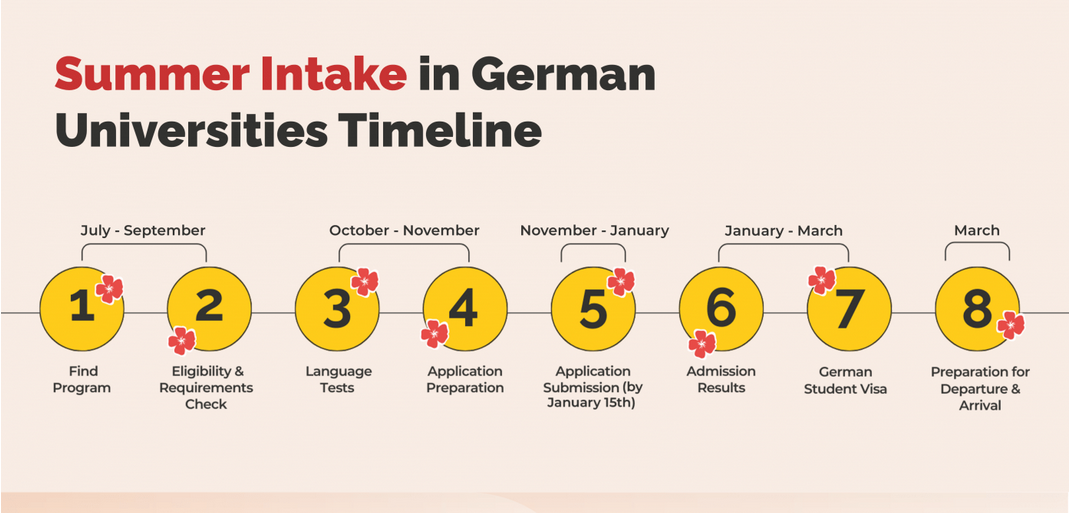 Summer Intake in German
Universities Timeline
July - September
October - November
November - January
January - March
March
1
2
3
4
5
6
7
8
Find
Program
Eligibility &
Requirements
Check
Language
Tests
Application
Preparation
Application
Submission (by
January 15th)
Admission
Results
German
Student Visa
Preparation for
Departure &
Arrival